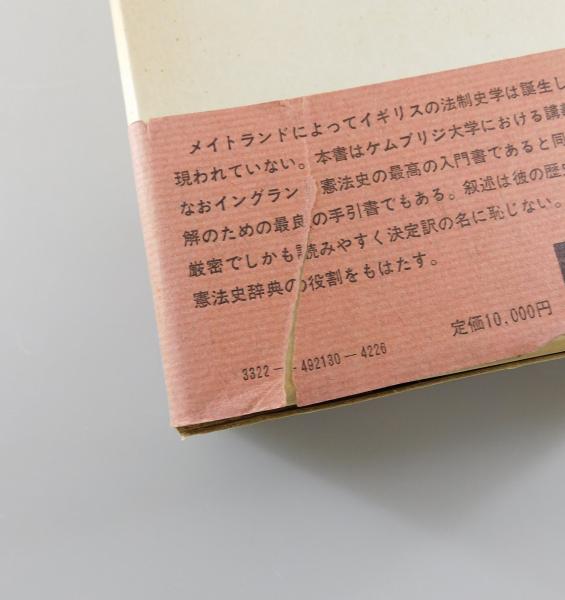 メイトランドによってイギリスの法制史学は誕生し
現われていない。本書はケムブリジ大学における講義
なおイングラン 憲法史の最高の入門書であると同
解のための最良の手引書でもある。叙述は彼の歴史
厳密でしかも読みやすく決定訳の名に恥じない。
憲法史辞典の役割をもはたす。
定価10,000円
3322-492130-4226